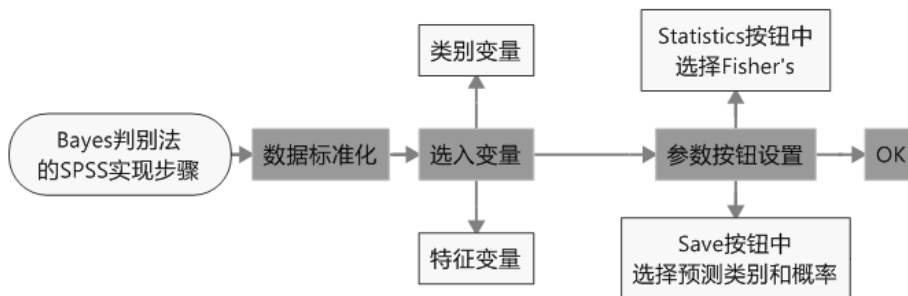 Bayes判别法
的SPSS实现步骤
数据标准化
选入变量
类别变量
特征变量
参数按钮设置
Statistics按钮中
选择Fisher's
Save按钮中
选择预测类别和概率
OK